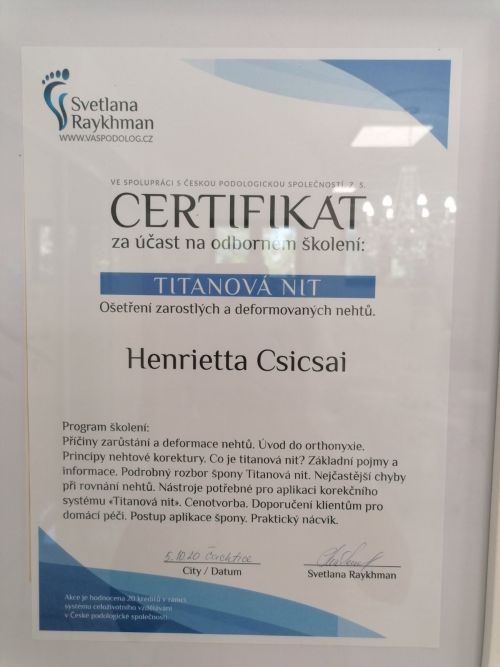 Svetlana
Raykhman
WWW.VASPODOLOG.CZ
VE SPOLUPRÁCI S ČESKOU PODOLOGICKOU SPOLEČNOSTÍ, Z. S.
CERTIFIKÁT
za účast na odborném školení:
TITANOVÁ NIT
Ošetření zarostlých a deformovaných nehtů.
Henrietta Csicsai
Program školení:
Příčiny zarůstání a deformace nehtů. Úvod do orthonyxie.
Principy nehtové korektury. Co je titanová nit? Základní pojmy a
informace. Podrobný rozbor špony Titanová nit. Nejčastější chyby
při rovnání nehtů. Nástroje potřebné pro aplikaci korekčního
systému «Titanová nit». Cenotvorba. Doporučení klientům pro
domácí péči. Postup aplikace špony. Praktický nácvik.
5.10.20
City / Datum
Svetlana Raykhman
Akce je hodnocena 20 kreditů v rámci
systému celoživotního vzdělávání
v České podologické společnosti.